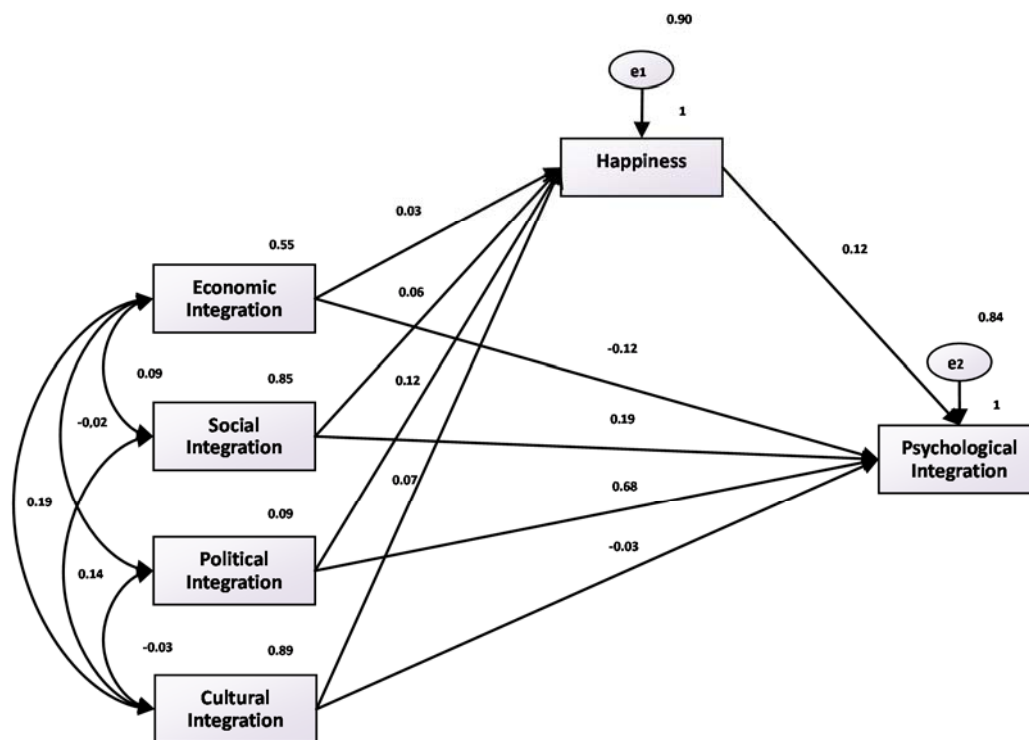 0.90
e1
1
Happiness
0.03
0.55
0.12
Economic
Integration
0.06
0.84
-0.12
e2
0.09
0.85
0.12
1
-0,02
Social
Integration
0.19
Psychological
Integration
0.07
0.68
0.19
0.09
-0.03
Political
Integration
0.14
-0.03
0.89
Cultural
Integration